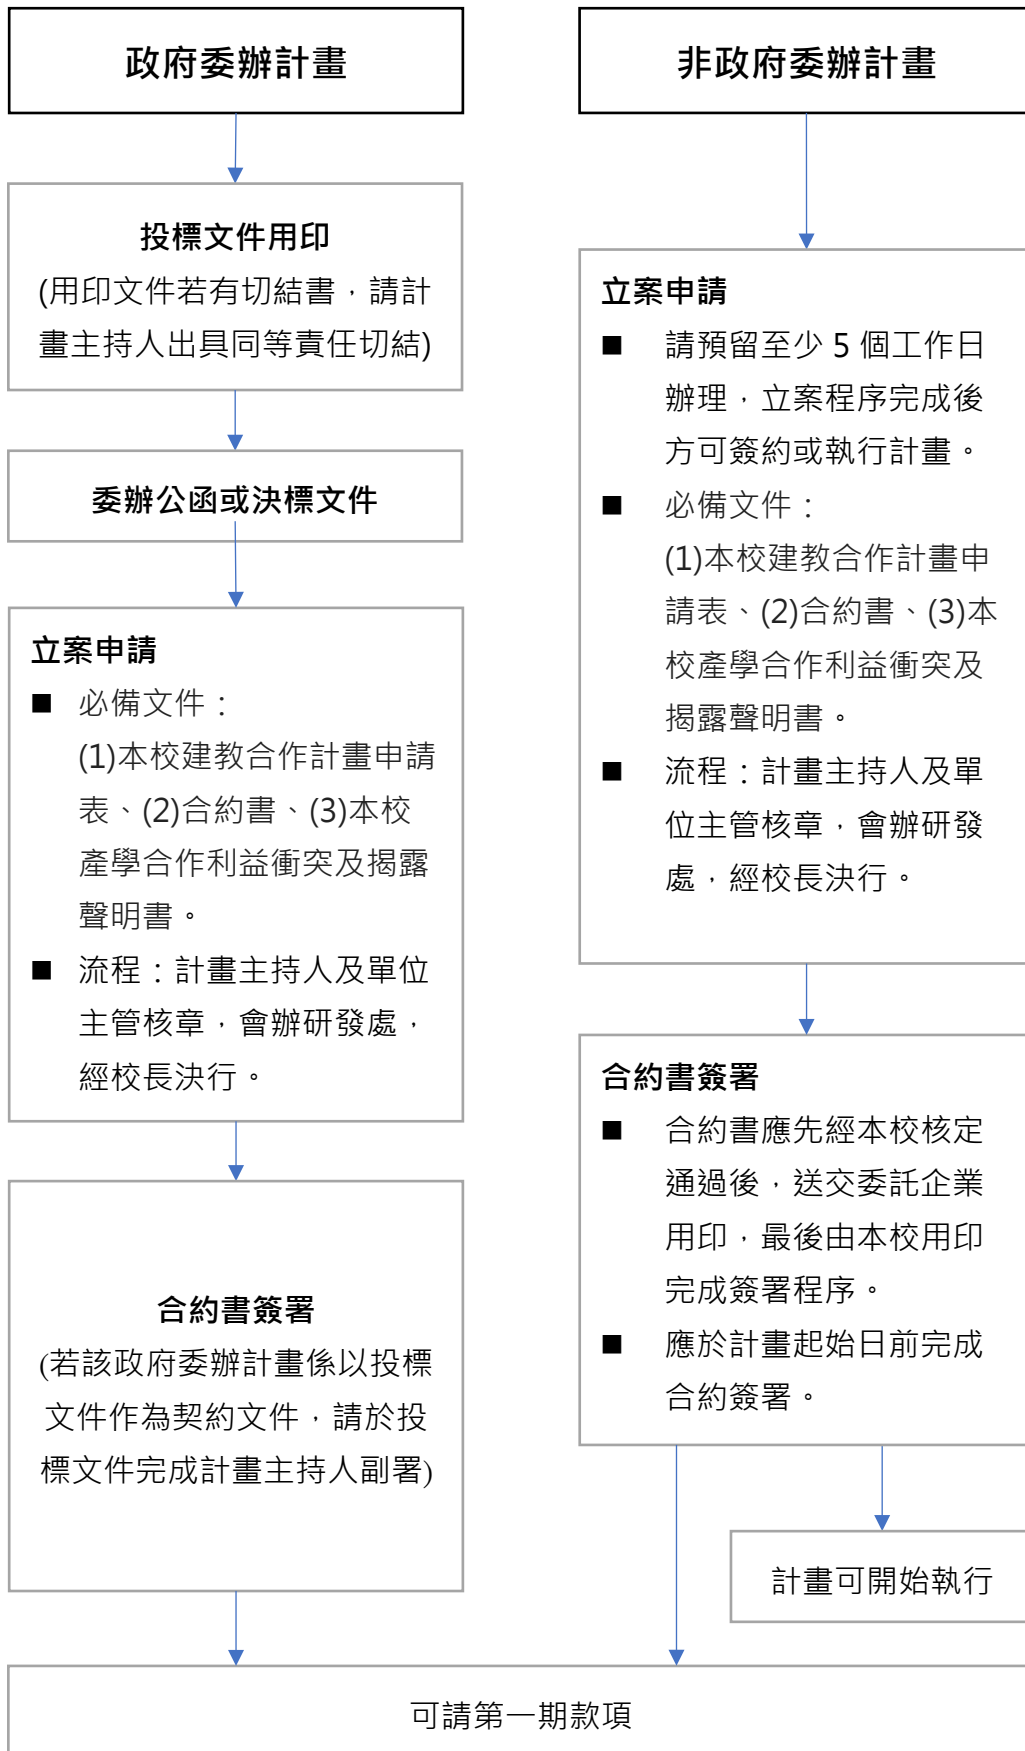 政府委辦計畫
投標文件用印
(用印文件若有切結書，請計
畫主持人出具同等責任切結)
委辦公函或決標文件
立案申請
■ 必備文件：
(1)本校建教合作計畫申請
表、(2)合約書、(3)本校
產學合作利益衝突及揭露
聲明書。
■ 流程：計畫主持人及單位
主管核章，會辦研發處，
經校長決行。
合約書簽署
(若該政府委辦計畫係以投標
文件作為契約文件，請於投
標文件完成計畫主持人副署)
非政府委辦計畫
立案申請
■ 請預留至少 5 個工作日
辦理，立案程序完成後
方可簽約或執行計畫。
■ 必備文件：
(1)本校建教合作計畫申
請表、(2)合約書、(3)本
校產學合作利益衝突及
揭露聲明書。
■ 流程：計畫主持人及單
位主管核章，會辦研發
處，經校長決行。
合約書簽署
■ 合約書應先經本校核定
通過後，送交委託企業
用印，最後由本校用印
完成簽署程序。
■ 應於計畫起始日前完成
合約簽署。
計畫可開始執行
可請第一期款項